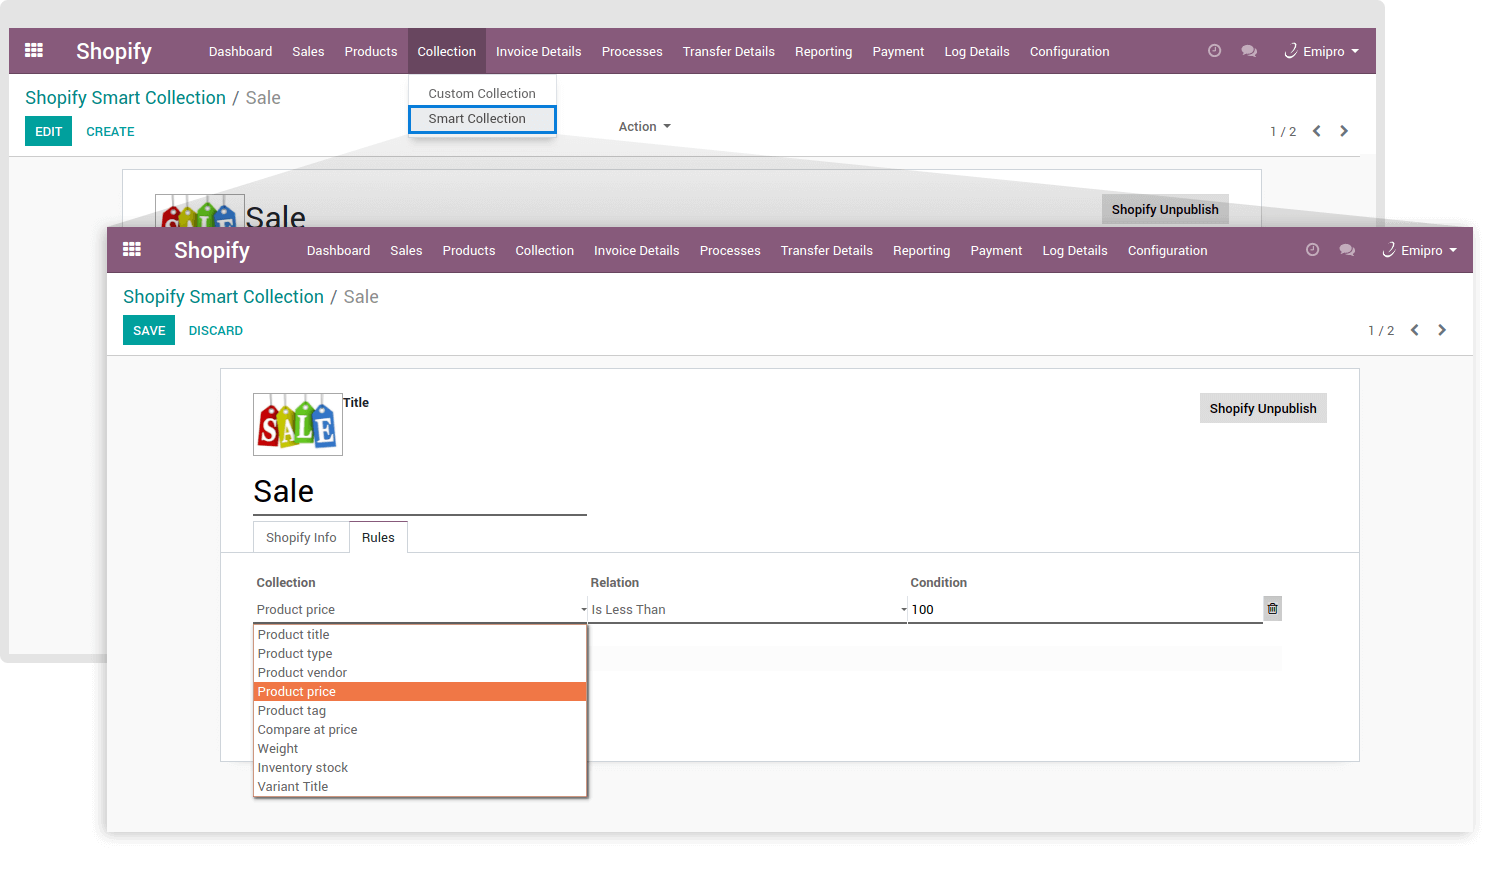 Shopify Dashboard Sales Products Collection Invoice Details Processes Transfer Details Reporting Payment Log Details Configuration Emipro
Custom Collection
Smart Collection
Shopify Smart Collection / Sale
EDIT CREATE Action 1 / 2
SALE Sale Shopify Unpublish
Shopify Dashboard Sales Products Collection Invoice Details Processes Transfer Details Reporting Payment Log Details Configuration Emipro
Shopify Smart Collection / Sale
SAVE DISCARD 1 / 2
SALE Title Shopify Unpublish
Sale
Shopify Info Rules
Collection Relation Condition
Product price Is Less Than 100
Product title
Product type
Product vendor
Product price
Product tag
Compare at price
Weight
Inventory stock
Variant Title